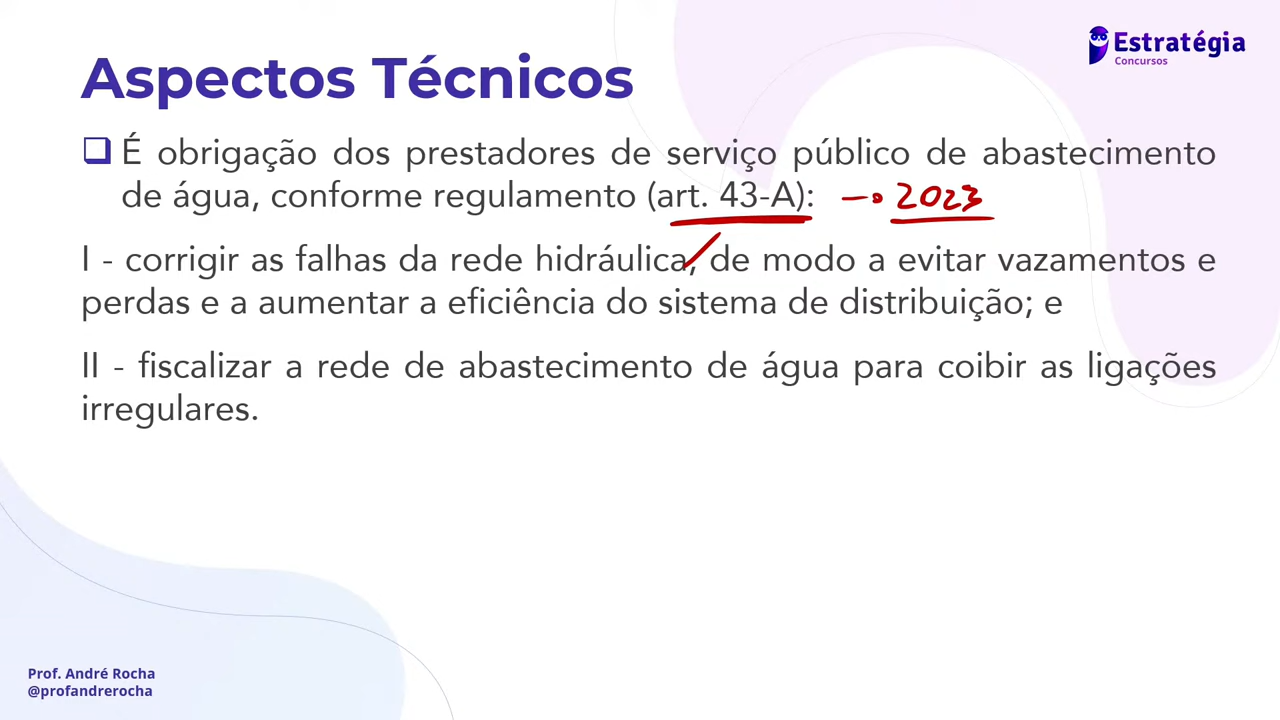 Estratégia
Concursos
Aspectos Técnicos
É obrigação dos prestadores de serviço público de abastecimento
de água, conforme regulamento (art. 43-A): → 2023
I - corrigir as falhas da rede hidráulica, de modo a evitar vazamentos e
perdas e a aumentar a eficiência do sistema de distribuição; e
II - fiscalizar a rede de abastecimento de água para coibir as ligações
irregulares.
Prof. André Rocha
@profandrerocha